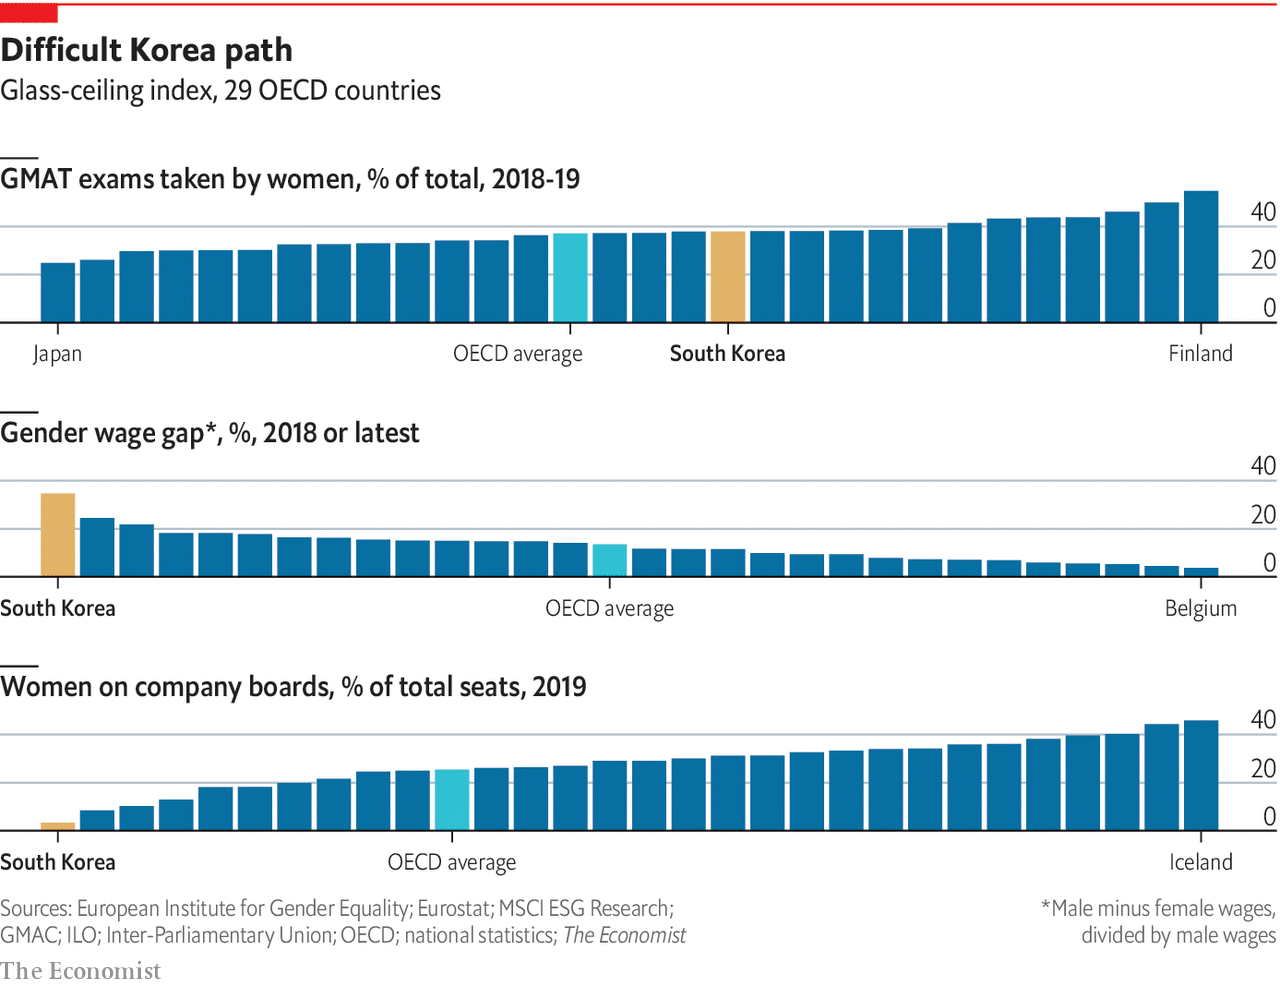 Difficult Korea path
Glass-ceiling index, 29 OECD countries
GMAT exams taken by women, % of total, 2018-19
40
20
0
Japan
OECD average
South Korea
Finland
Gender wage gap*, %, 2018 or latest
40
20
0
South Korea
OECD average
Belgium
Women on company boards, % of total seats, 2019
40
20
0
South Korea
OECD average
Iceland
Sources: European Institute for Gender Equality; Eurostat; MSCI ESG Research;
GMAC; ILO; Inter-Parliamentary Union; OECD; national statistics; The Economist
*Male minus female wages,
divided by male wages
The Economist